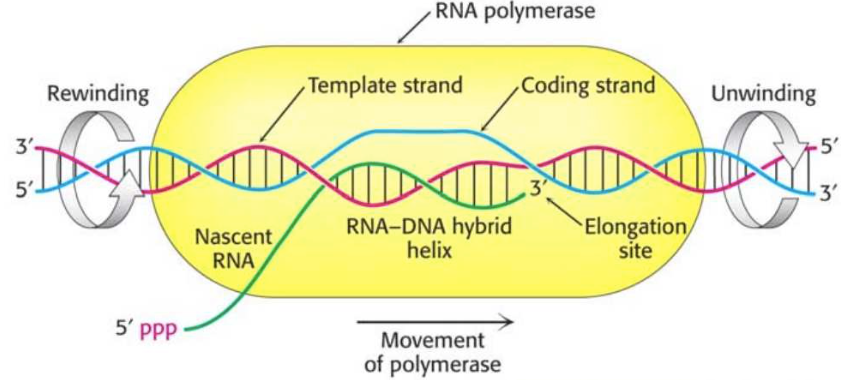 RNA polymerase
Template strand
Coding strand
Rewinding
Unwinding
3′
5′
5′
3′
3′
Nascent
RNA
RNA–DNA hybrid
helix
Elongation
site
5′ ppp
Movement
of polymerase